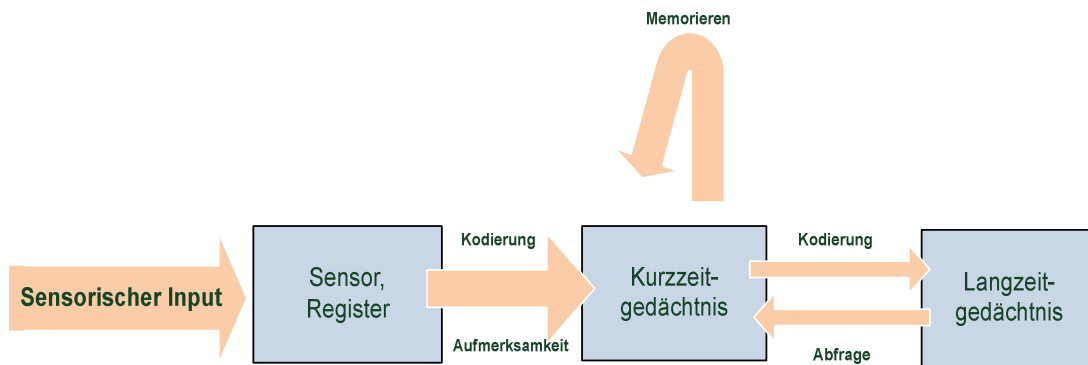 Memorieren
Sensorischer Input
Sensor,
Register
Kodierung
Aufmerksamkeit
Kurzzeit-
gedächtnis
Kodierung
Abfrage
Langzeit-
gedächtnis